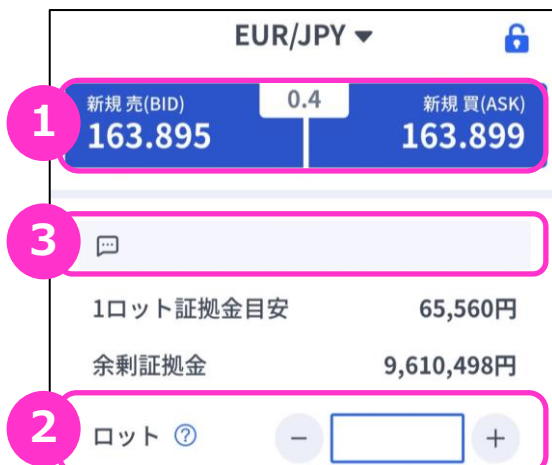 EUR/JPY
1
新規 売(BID)
0.4
新規 買(ASK)
163.895
163.899
3
1ロット証拠金目安
65,560円
余剰証拠金
9,610,498円
2
ロット ?
− +